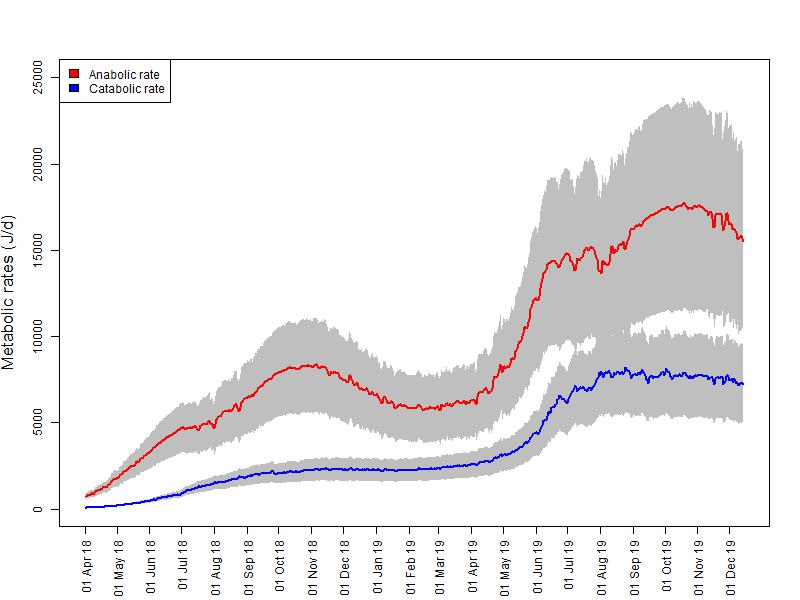 Anabolic rate
Catabolic rate
Metabolic rates (J/d)
25000
20000
15000
10000
5000
0
01 Apr 18
01 May 18
01 Jun 18
01 Jul 18
01 Aug 18
01 Sep 18
01 Oct 18
01 Nov 18
01 Dec 18
01 Jan 19
01 Feb 19
01 Mar 19
01 Apr 19
01 May 19
01 Jun 19
01 Jul 19
01 Aug 19
01 Sep 19
01 Oct 19
01 Nov 19
01 Dec 19